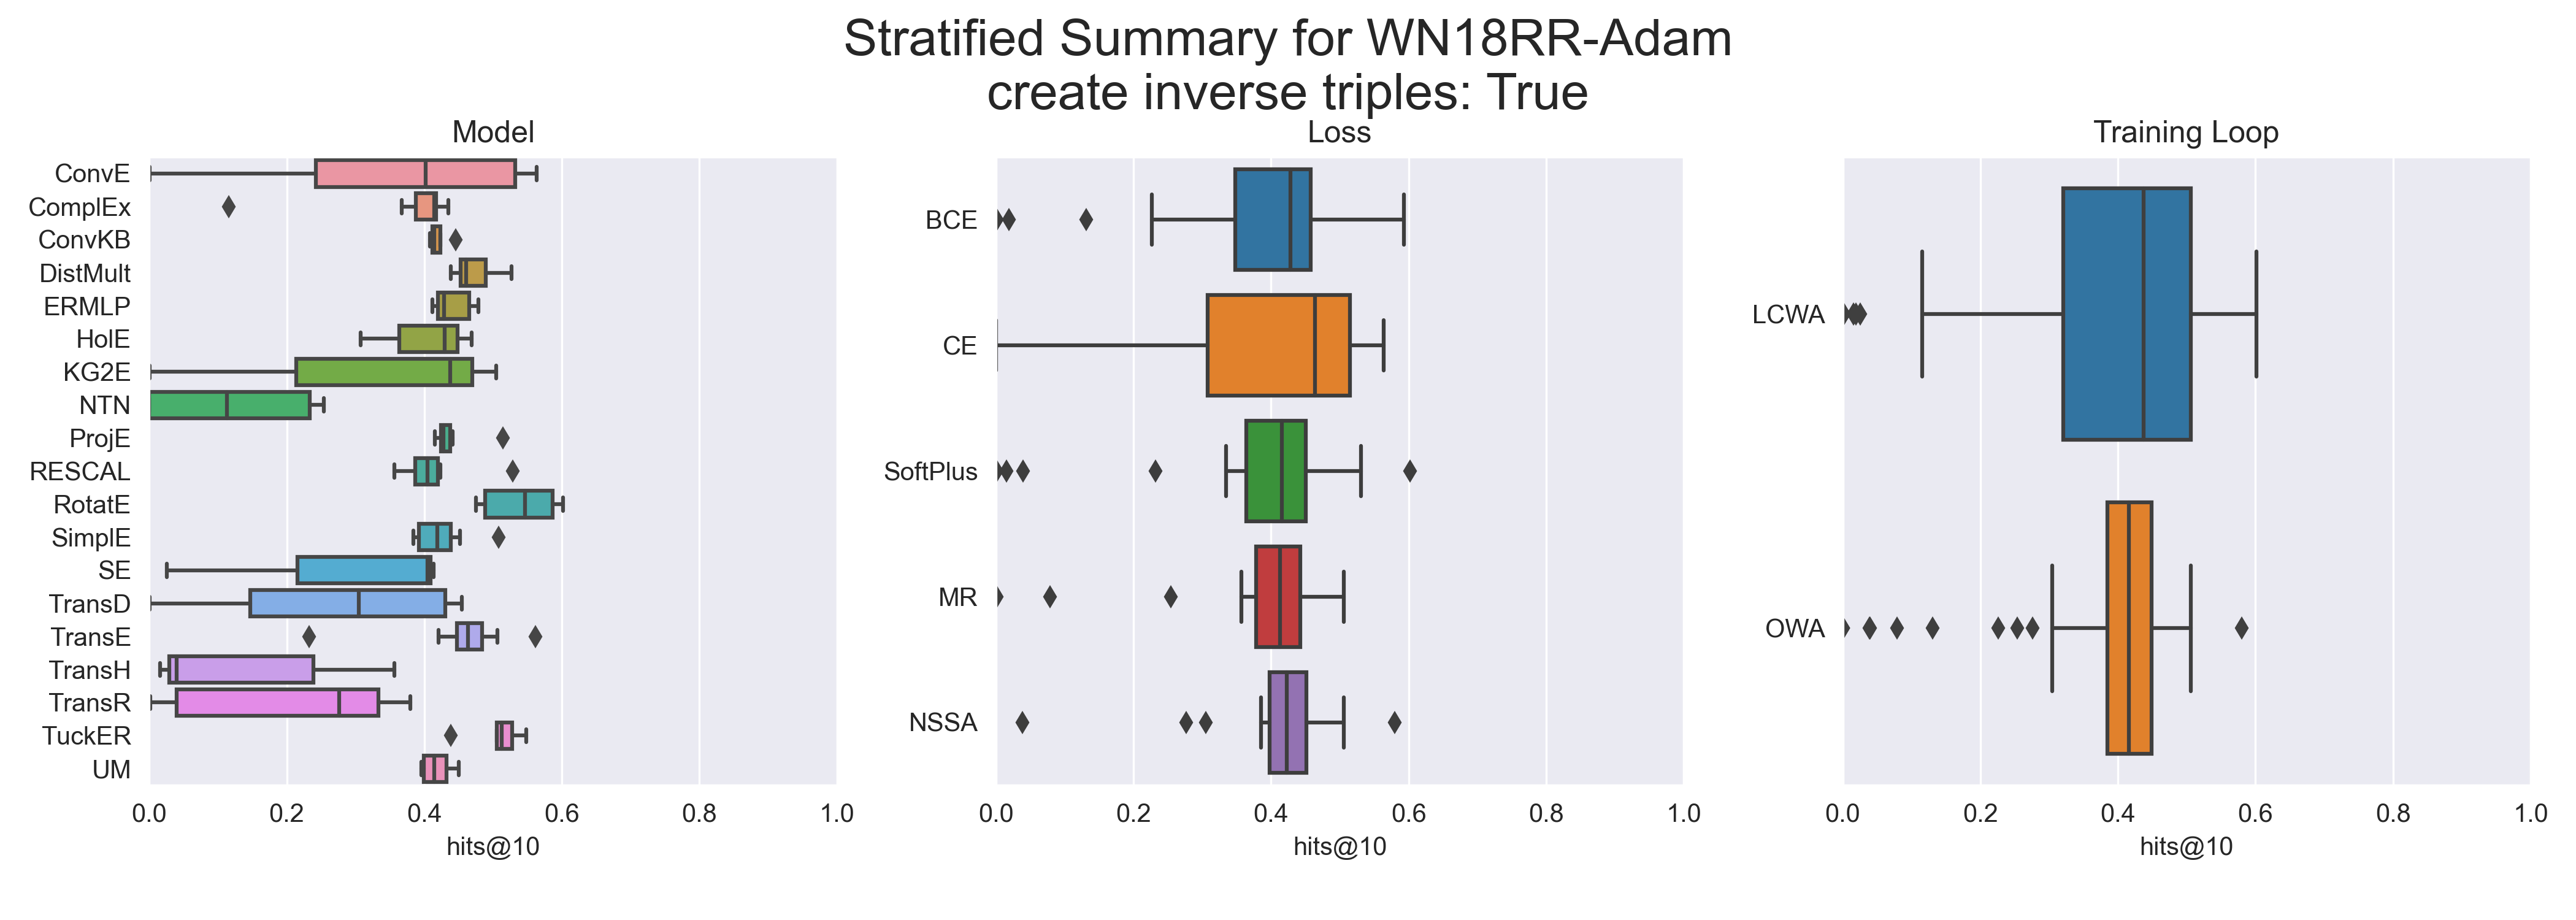 Stratified Summary for WN18RR-Adam
create inverse triples: True
Model
ConvE
ComplEx
ConvKB
DistMult
ERMLP
HolE
KG2E
NTN
ProjE
RESCAL
RotatE
SimplE
SE
TransD
TransE
TransH
TransR
TuckER
UM
0.0 0.2 0.4 0.6 0.8 1.0
hits@10
Loss
BCE
CE
SoftPlus
MR
NSSA
0.0 0.2 0.4 0.6 0.8 1.0
hits@10
Training Loop
LCWA
OWA
0.0 0.2 0.4 0.6 0.8 1.0
hits@10